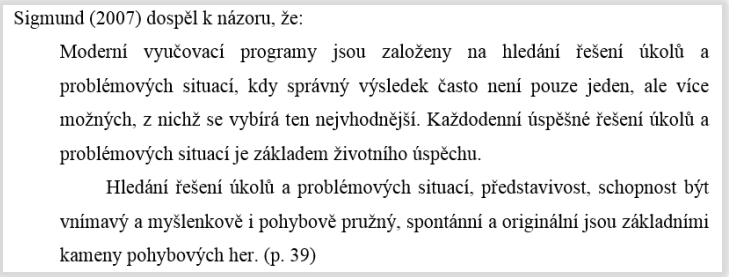 Sigmund (2007) dospěl k názoru, že:
Moderní vyučovací programy jsou založeny na hledání řešení úkolů a
problémových situací, kdy správný výsledek často není pouze jeden, ale více
možných, z nichž se vybírá ten nejvhodnější. Každodenní úspěšné řešení úkolů a
problémových situací je základem životního úspěchu.
Hledání řešení úkolů a problémových situací, představivost, schopnost být
vnímavý a myšlenkově i pohybově pružný, spontánní a originální jsou základními
kameny pohybových her. (p. 39)